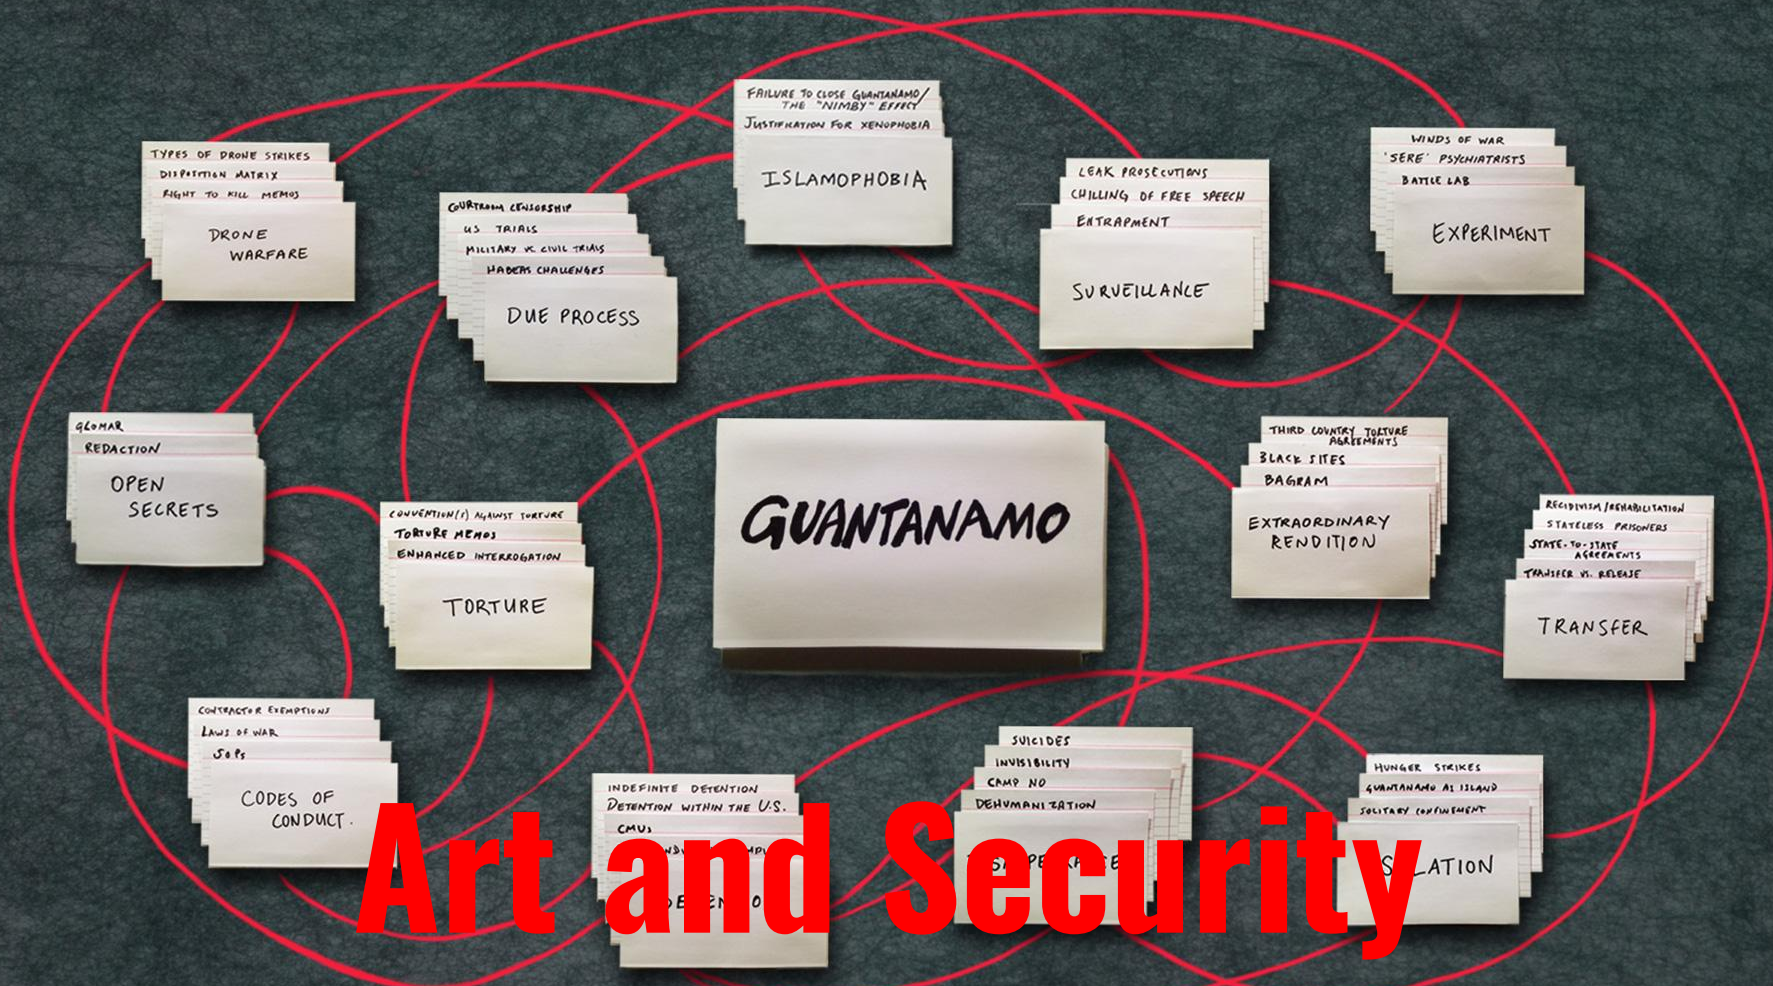 FAILURE TO CLOSE GUANTANAMO/
THE "NIMBY" EFFECT
JUSTIFICATION FOR XENOPHOBIA
ISLAMOPHOBIA
TYPES OF DRONE STRIKES
DISPOSITION MATRIX
RIGHT TO KILL MEMOS
DRONE
WARFARE
COURTROOM CENSORSHIP
US TRIALS
MILITARY VS. CIVIL TRIALS
HABEAS CHALLENGES
DUE PROCESS
LEAK PROSECUTIONS
CHILLING OF FREE SPEECH
ENTRAPMENT
SURVEILLANCE
WINDS OF WAR
'SERE' PSYCHIATRISTS
BATTLE LAB
EXPERIMENT
GLOMAR
REDACTION
OPEN
SECRETS
CONVENTION(S) AGAINST TORTURE
TORTURE MEMOS
ENHANCED INTERROGATION
TORTURE
GUANTANAMO
THIRD COUNTRY TORTURE
AGREEMENTS
BLACK SITES
BAGRAM
EXTRAORDINARY
RENDITION
RECIDIVISM/REHABILITATION
STATELESS PRISONERS
STATE-TO-STATE
AGREEMENTS
TRANSFER VS. RELEASE
TRANSFER
CONTRACTOR EXEMPTIONS
LAWS OF WAR
SOPs
CODES OF
CONDUCT.
INDEFINITE DETENTION
DETENTION WITHIN THE U.S.
CMUs
SUICIDES
INVISIBILITY
CAMP NO
DEHUMANIZATION
HUNGER STRIKES
GUANTANAMO AS ISLAND
SOLITARY CONFINEMENT
Art and Security